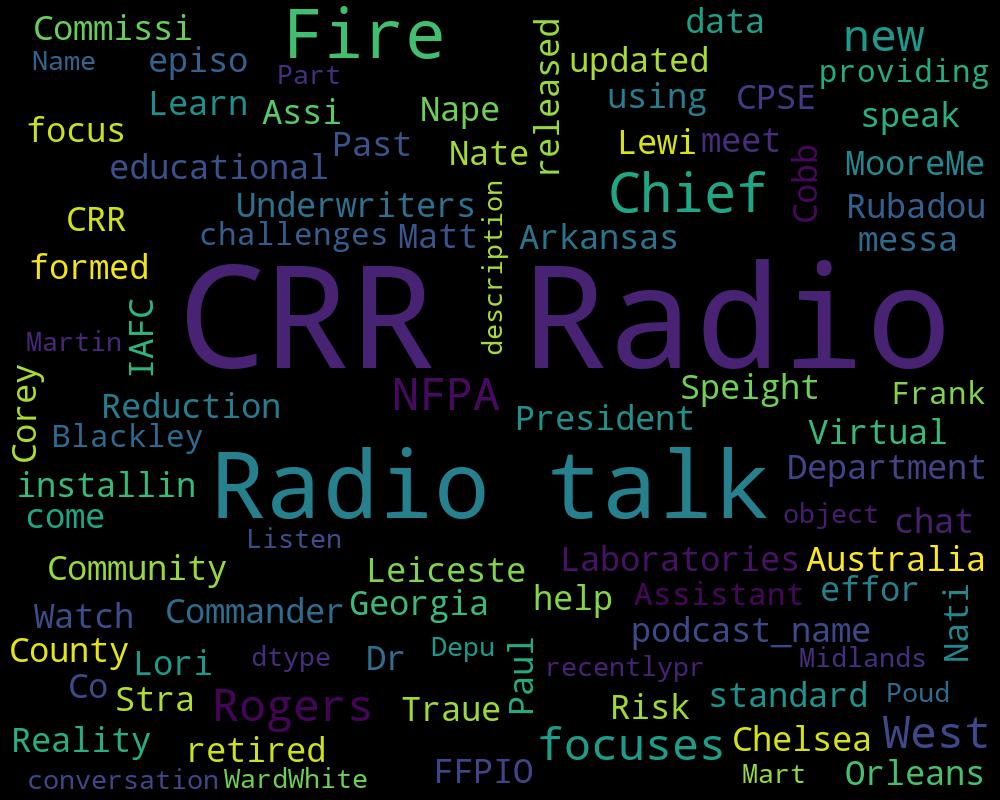 Commissi
Fire
data
new
Name
episo
Part
released
updated
providing
Learn
Assi
Nape
using
CPSE
speak
focus
Past
Nate
Lewi
meet
Cobb
MooreMe
educational
Chief
CRR
Underwriters
description
Rubadou
challenges
Matt
Arkansas
messa
formed
CRR Radio
IAFC
Martin
Corey
NFPA
Speight
Frank
Reduction
President
Virtual
Blackley
Radio talk
Department
installin
come
object
chat
Listen
Community
Leiceste
Laboratories
Australia
Watch
Commander
Georgia
help
Assistant
effor
Nati
County
Lori
dtype
Dr
Depu
Paul
podcast_name
recentlypr
Midlands
Co
Stra
Rogers
Traue
Risk
standard
Poud
Reality
retired
focuses
Chelsea
West
conversation
WardWhite
FFPIO
Mart
Orleans